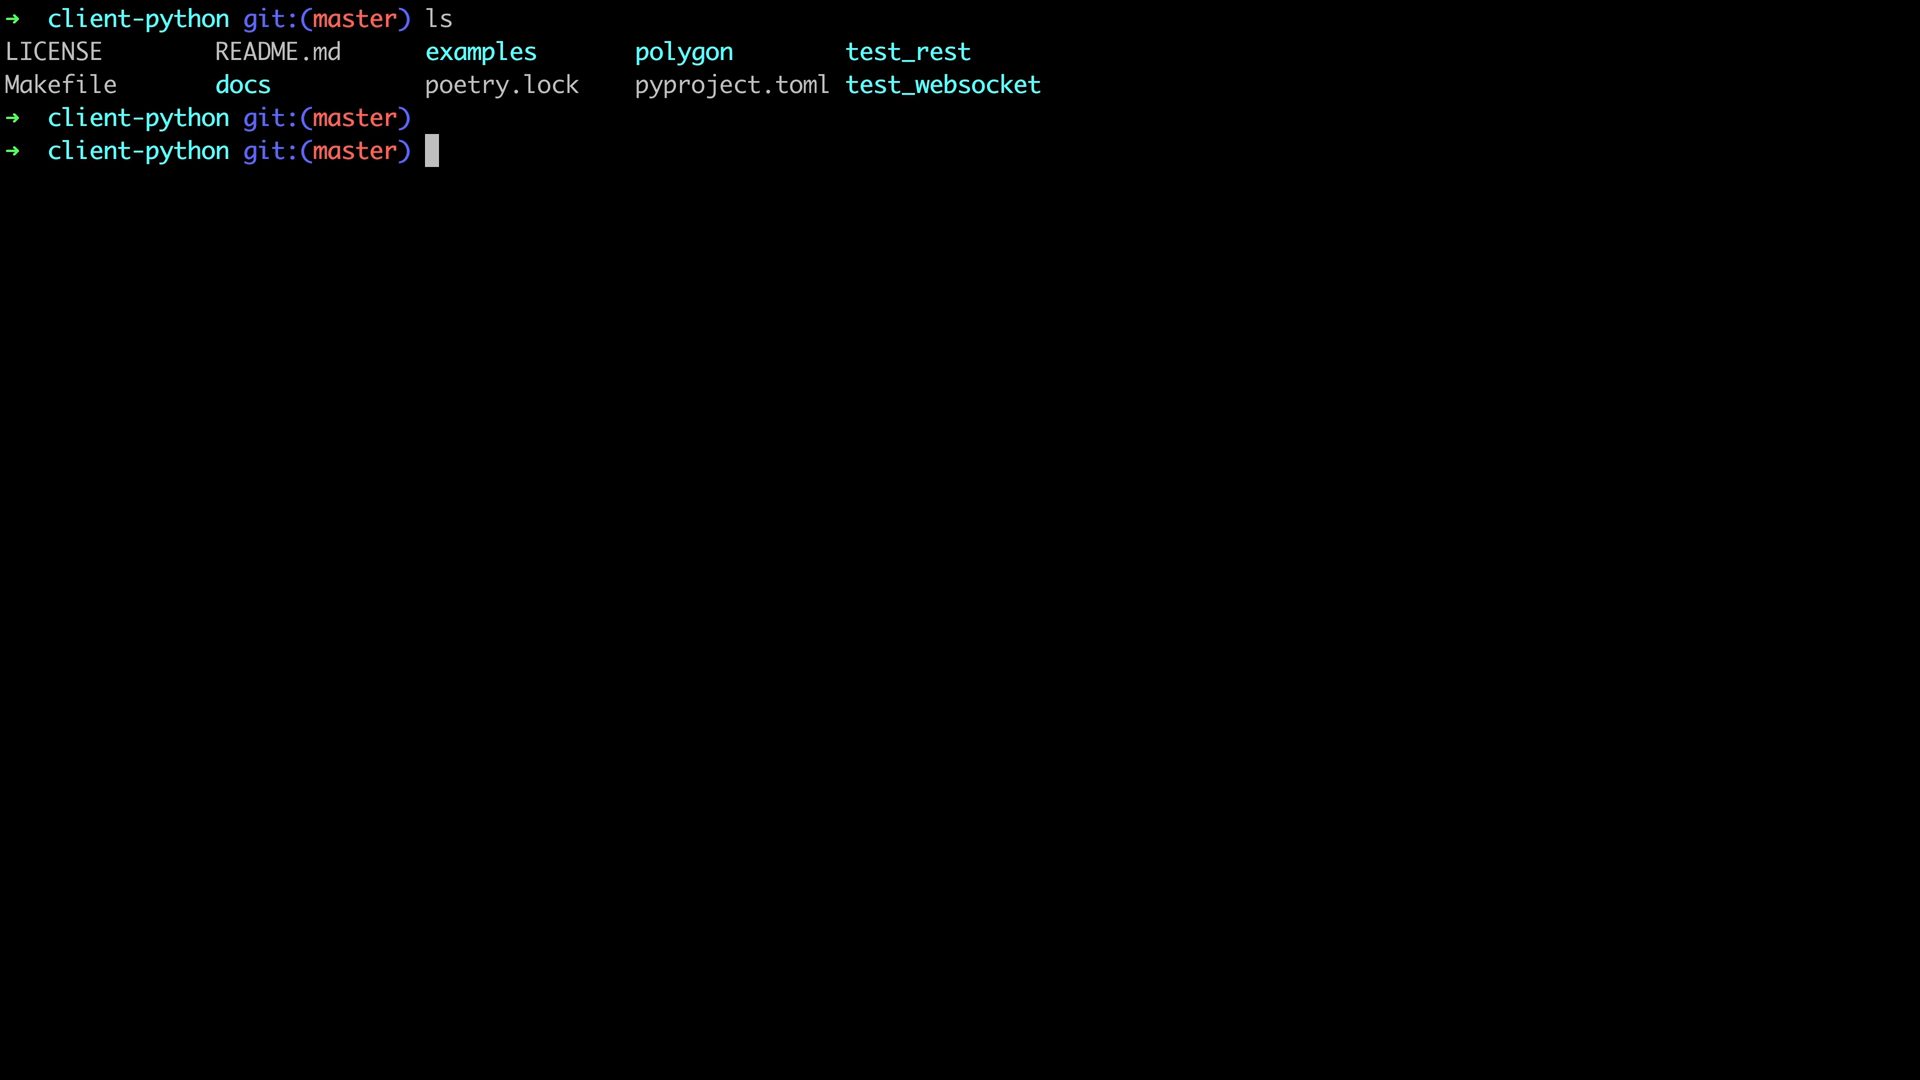 ➜  client-python git:(master) ls
LICENSE        README.md      examples       polygon        test_rest
Makefile       docs           poetry.lock    pyproject.toml test_websocket
➜  client-python git:(master)
➜  client-python git:(master)